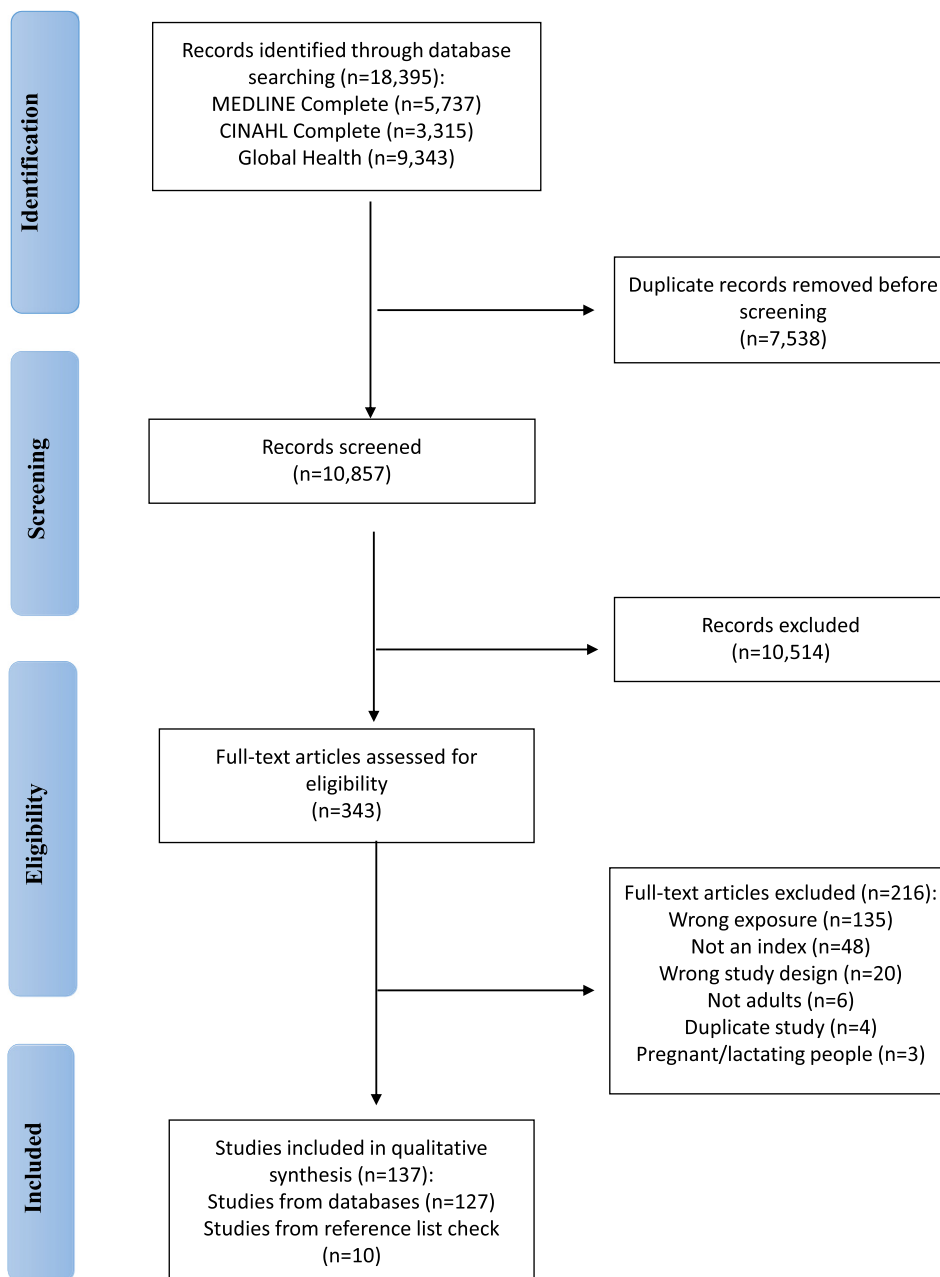 Identification
Records identified through database
searching (n=18,395):
MEDLINE Complete (n=5,737)
CINAHL Complete (n=3,315)
Global Health (n=9,343)
Duplicate records removed before
screening
(n=7,538)
Screening
Records screened
(n=10,857)
Records excluded
(n=10,514)
Eligibility
Full-text articles assessed for
eligibility
(n=343)
Full-text articles excluded (n=216):
Wrong exposure (n=135)
Not an index (n=48)
Wrong study design (n=20)
Not adults (n=6)
Duplicate study (n=4)
Pregnant/lactating people (n=3)
Included
Studies included in qualitative
synthesis (n=137):
Studies from databases (n=127)
Studies from reference list check
(n=10)